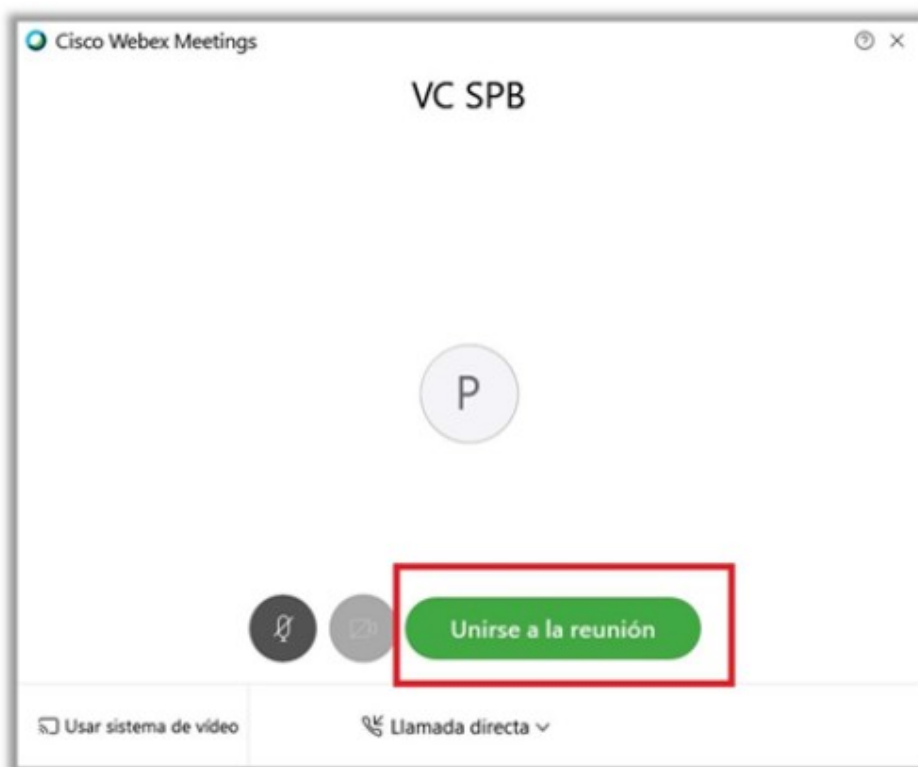 Cisco Webex Meetings
VC SPB
P
Unirse a la reunión
Usar sistema de vídeo
Llamada directa